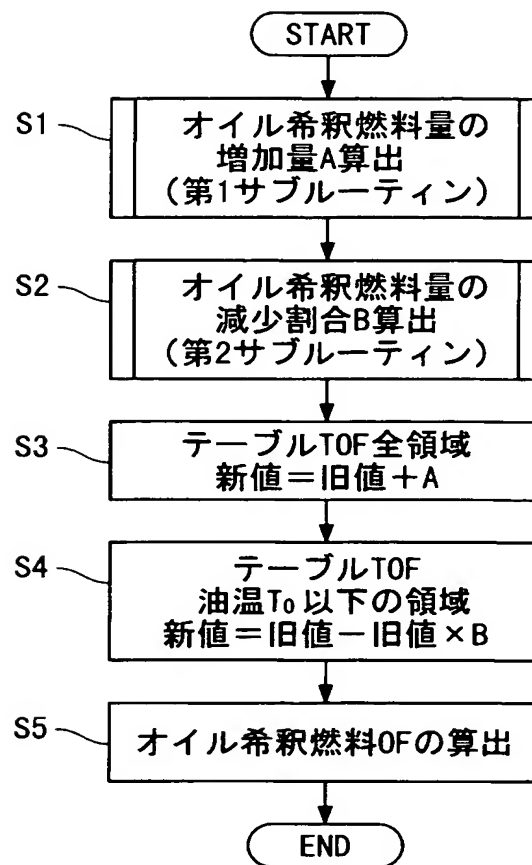 START
S1
オイル希釈燃料量の
増加量A算出
(第1サブルーティン)
S2
オイル希釈燃料量の
減少割合B算出
(第2サブルーティン)
S3
テーブルTOF全領域
新値=旧値+A
S4
テーブルTOF
油温T₀以下の領域
新値=旧値-旧値×B
S5
オイル希釈燃料OFの算出
END